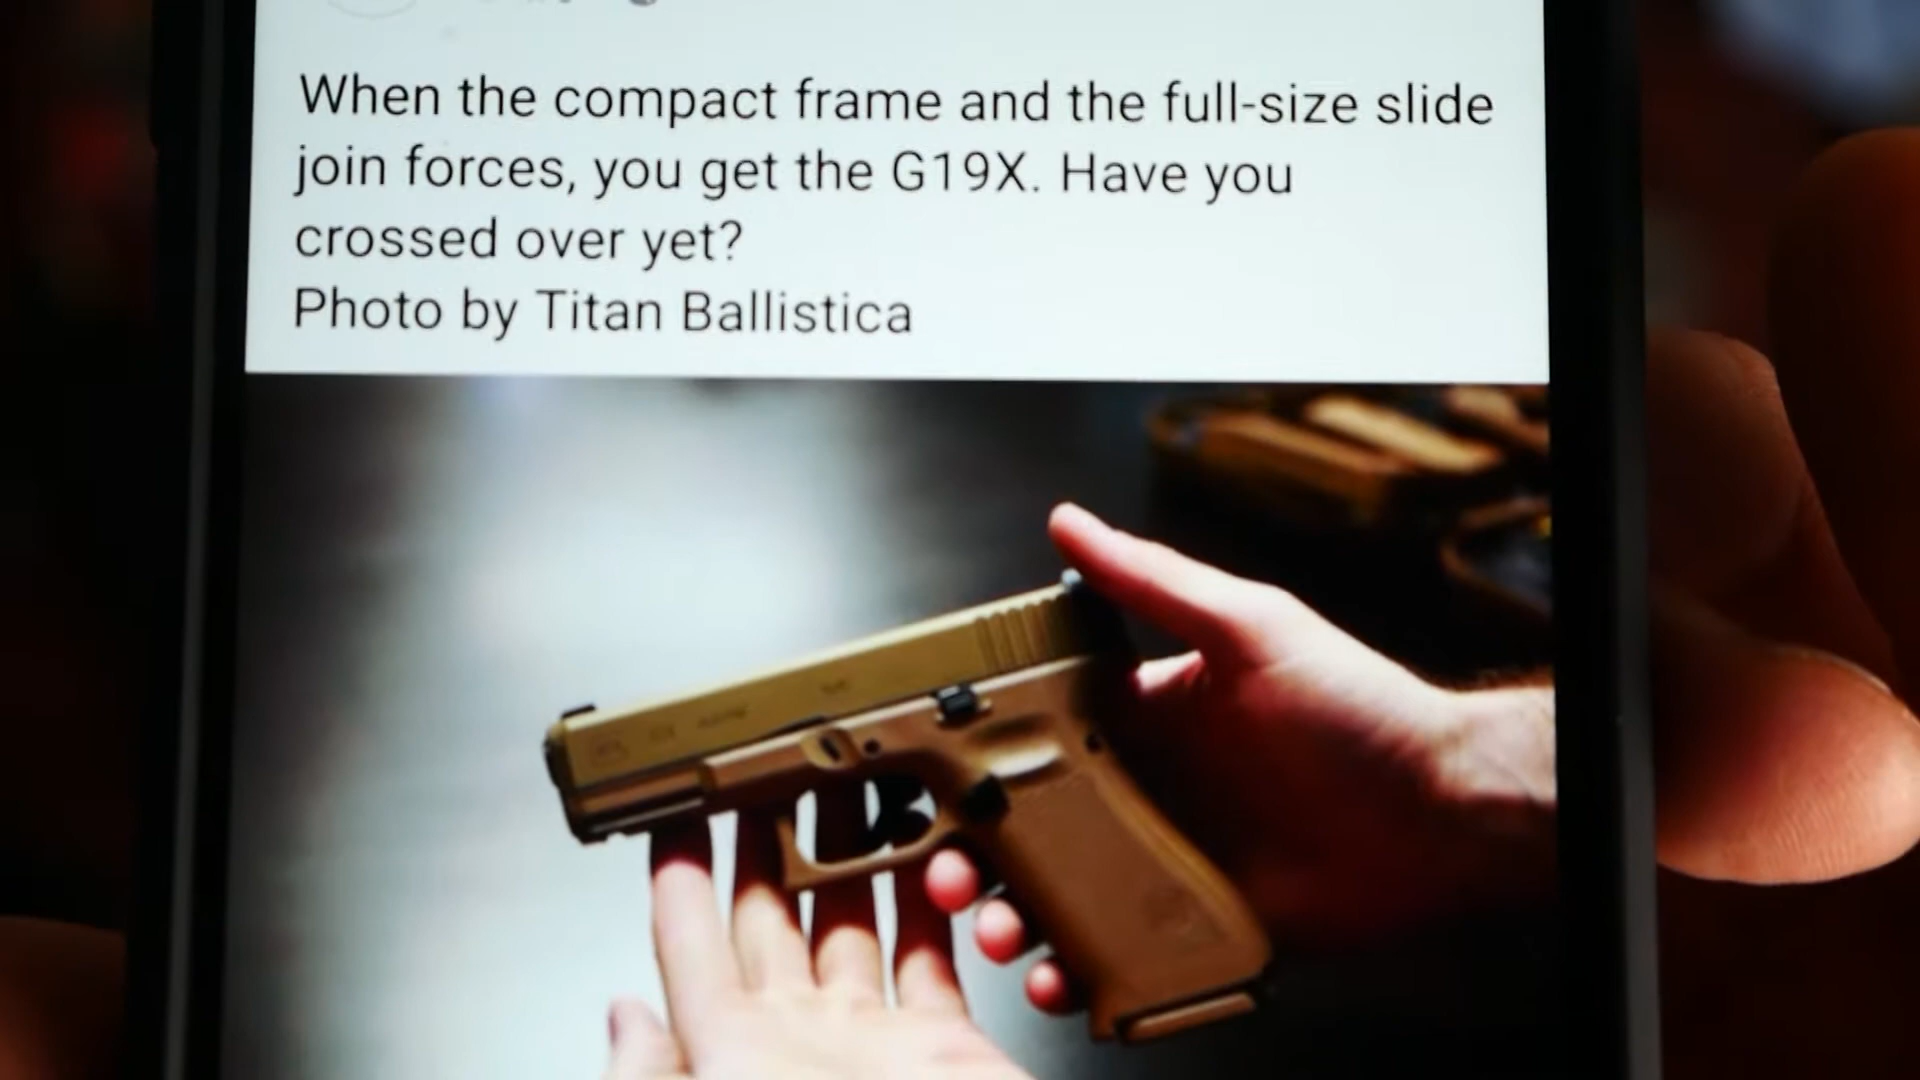 When the compact frame and the full-size slide
join forces, you get the G19X. Have you
crossed over yet?
Photo by Titan Ballistica